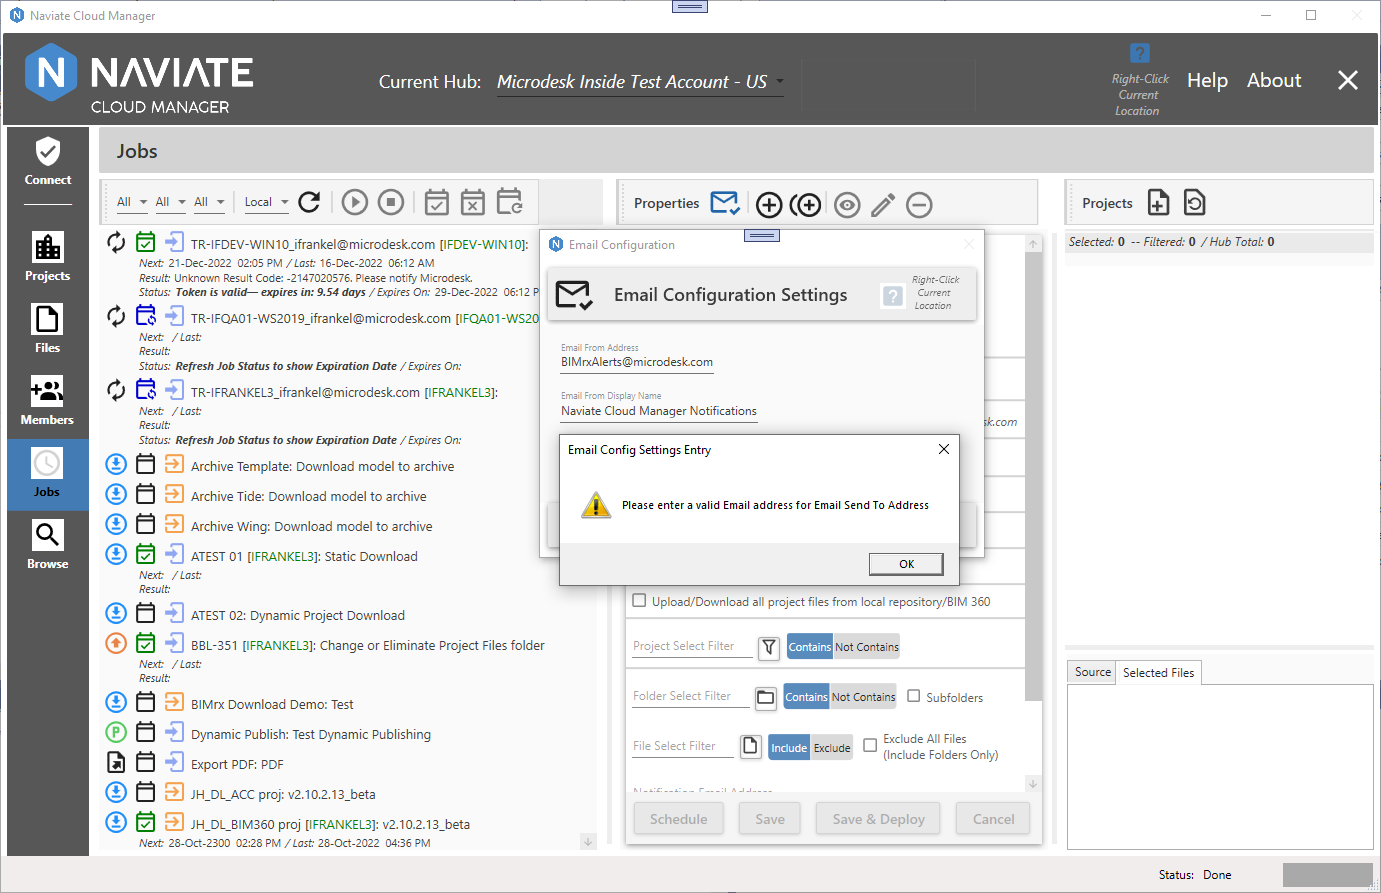 Naviate Cloud Manager
N NAVIATE
CLOUD MANAGER
Current Hub: Microdesk Inside Test Account - US
?
Right-Click
Current
Location
Help About
Connect
Projects
Files
Members
Jobs
Browse
Jobs
All All All Local
TR-IFDEV-WIN10_ifrankel@microdesk.com [IFDEV-WIN10]:
Next: 21-Dec-2022 02:05 PM / Last: 16-Dec-2022 06:12 AM
Result: Unknown Result Code: -2147020576. Please notify Microdesk.
Status: Token is valid— expires in: 9.54 days / Expires On: 29-Dec-2022 06:12 P
TR-IFQA01-WS2019_ifrankel@microdesk.com [IFQA01-WS20
Next: / Last:
Result:
Status: Refresh Job Status to show Expiration Date / Expires On:
TR-IFRANKEL3_ifrankel@microdesk.com [IFRANKEL3]:
Next: / Last:
Result:
Status: Refresh Job Status to show Expiration Date / Expires On:
Archive Template: Download model to archive
Archive Tide: Download model to archive
Archive Wing: Download model to archive
ATEST 01 [IFRANKEL3]: Static Download
Next: / Last:
Result:
ATEST 02: Dynamic Project Download
BBL-351 [IFRANKEL3]: Change or Eliminate Project Files folder
Next: / Last:
Result:
BIMrx Download Demo: Test
P Dynamic Publish: Test Dynamic Publishing
Export PDF: PDF
JH_DL_ACC proj: v2.10.2.13_beta
JH_DL_BIM360 proj [IFRANKEL3]: v2.10.2.13_beta
Next: 28-Oct-2300 02:28 PM / Last: 28-Oct-2022 04:36 PM
Properties
Email Configuration
Email Configuration Settings
?
Right-Click
Current
Location
Email From Address
BIMrxAlerts@microdesk.com
Email From Display Name
Naviate Cloud Manager Notifications
sk.com
Email Config Settings Entry
Please enter a valid Email address for Email Send To Address
OK
Upload/Download all project files from local repository/BIM 360
Project Select Filter Contains Not Contains
Folder Select Filter Contains Not Contains Subfolders
File Select Filter Include Exclude Exclude All Files
(Include Folders Only)
Notification Email Address
Schedule Save Save & Deploy Cancel
Projects
Selected: 0 -- Filtered: 0 / Hub Total: 0
Source Selected Files
Status: Done